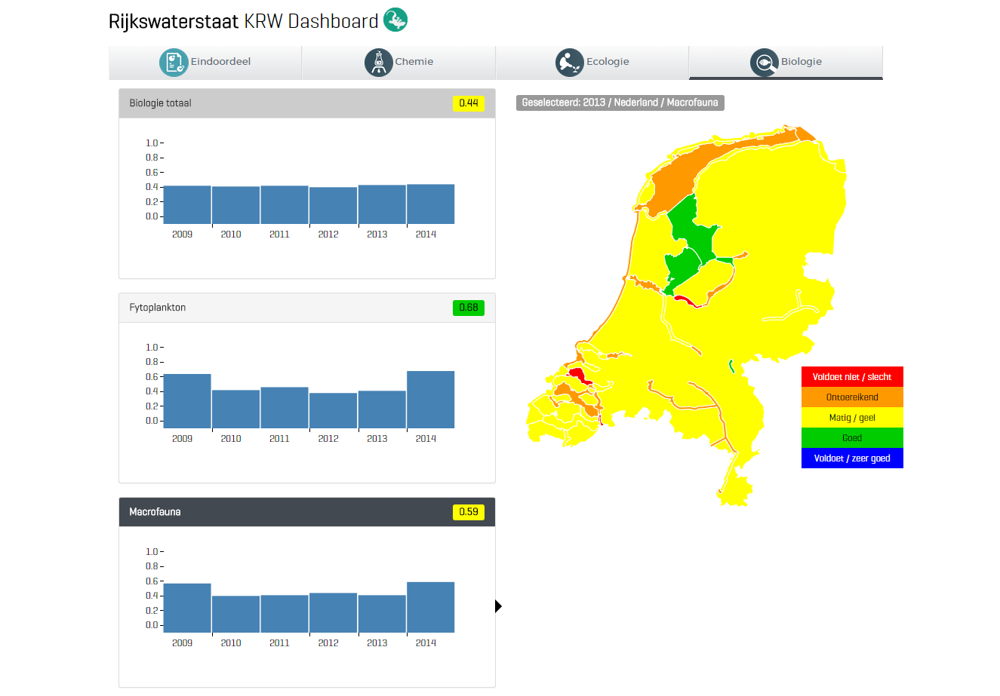 Rijkswaterstaat KRW Dashboard
Eindoordeel
Chemie
Ecologie
Biologie
Biologie totaal
0.44
1.0
0.8
0.6
0.4
0.2
0.0
2009 2010 2011 2012 2013 2014
Fytoplankton
0.68
1.0
0.8
0.6
0.4
0.2
0.0
2009 2010 2011 2012 2013 2014
Macrofauna
0.59
1.0
0.8
0.6
0.4
0.2
0.0
2009 2010 2011 2012 2013 2014
Geselecteerd: 2013 / Nederland / Macrofauna
Voldoet niet / slecht
Ontoereikend
Matig / geel
Goed
Voldoet / zeer goed